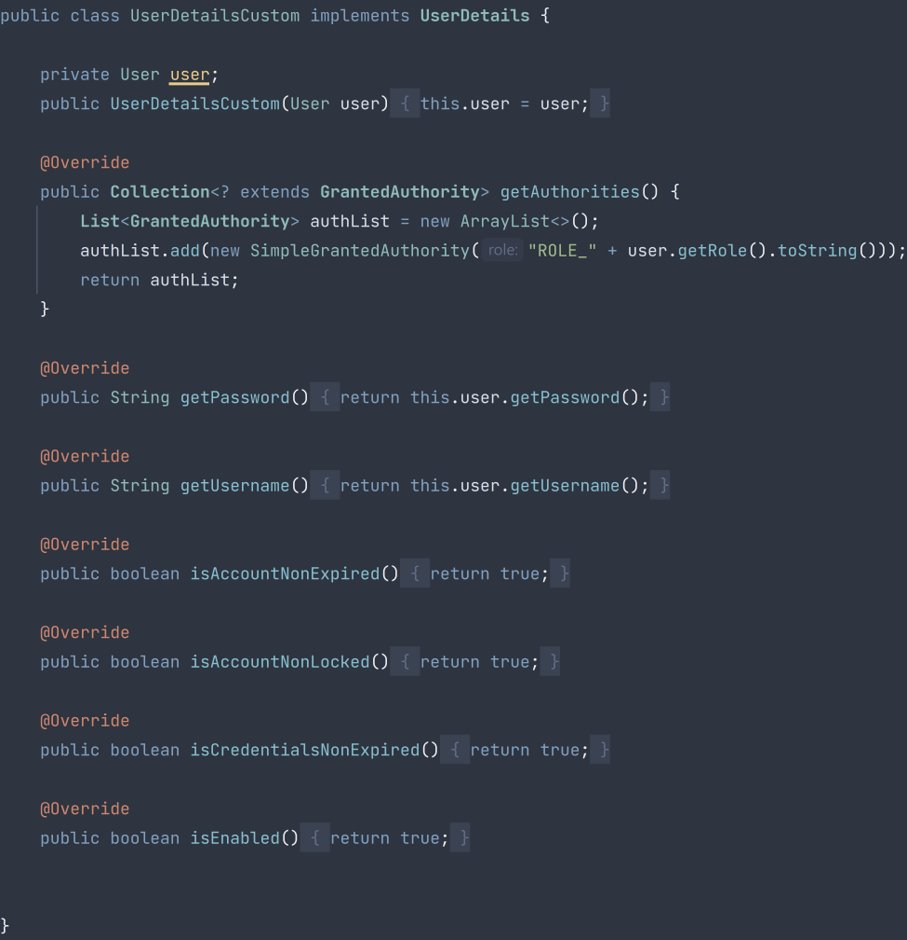 public class UserDetailsCustom implements UserDetails {
private User user;
public UserDetailsCustom(User user) { this.user = user; }
@Override
public Collection<? extends GrantedAuthority> getAuthorities() {
List<GrantedAuthority> authList = new ArrayList<>();
authList.add(new SimpleGrantedAuthority( role: "ROLE_" + user.getRole().toString()));
return authList;
}
@Override
public String getPassword() { return this.user.getPassword(); }
@Override
public String getUsername() { return this.user.getUsername(); }
@Override
public boolean isAccountNonExpired() { return true; }
@Override
public boolean isAccountNonLocked() { return true; }
@Override
public boolean isCredentialsNonExpired() { return true; }
@Override
public boolean isEnabled() { return true; }
}